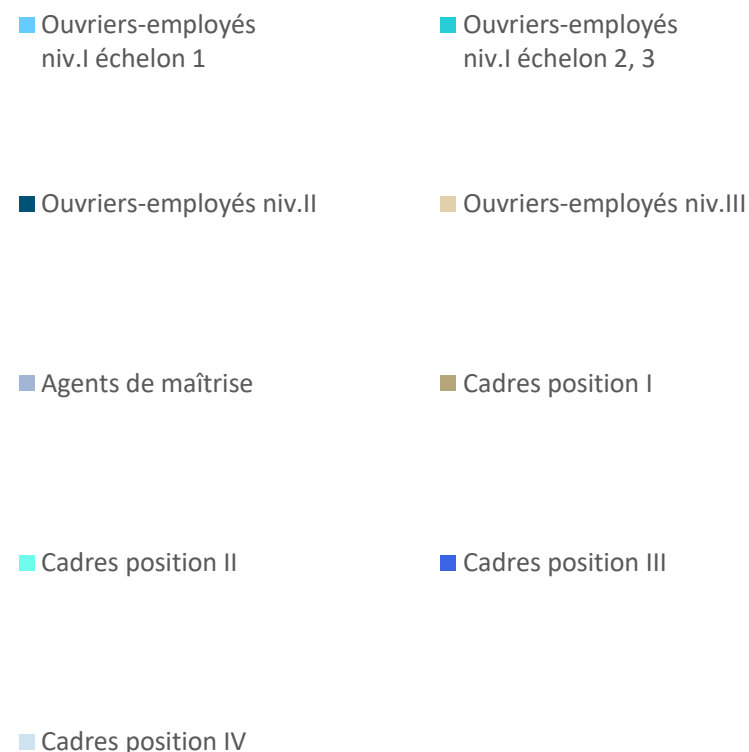 Ouvriers-employés
niv.I échelon 1
Ouvriers-employés
niv.I échelon 2, 3
Ouvriers-employés niv.II
Ouvriers-employés niv.III
Agents de maîtrise
Cadres position I
Cadres position II
Cadres position III
Cadres position IV